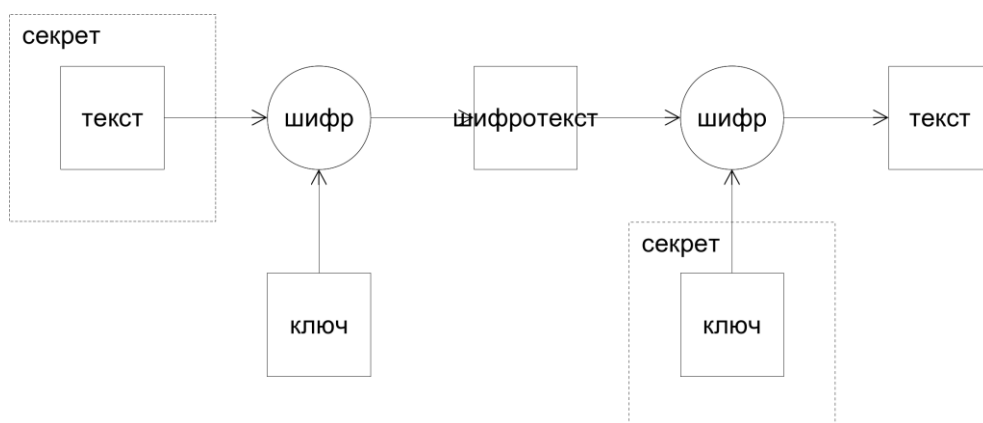 секрет
текст
шифр
шифротекст
шифр
текст
секрет
ключ
ключ